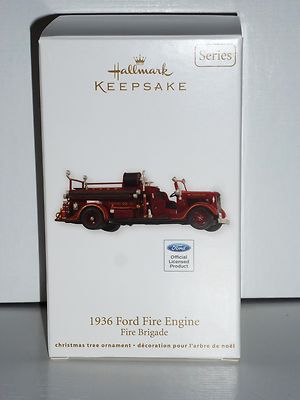 Hallmark
KEEPSAKE
Series
Ford
Official
Licensed
Product
1936 Ford Fire Engine
Fire Brigade
christmas tree ornament • décoration pour l'arbre de noël